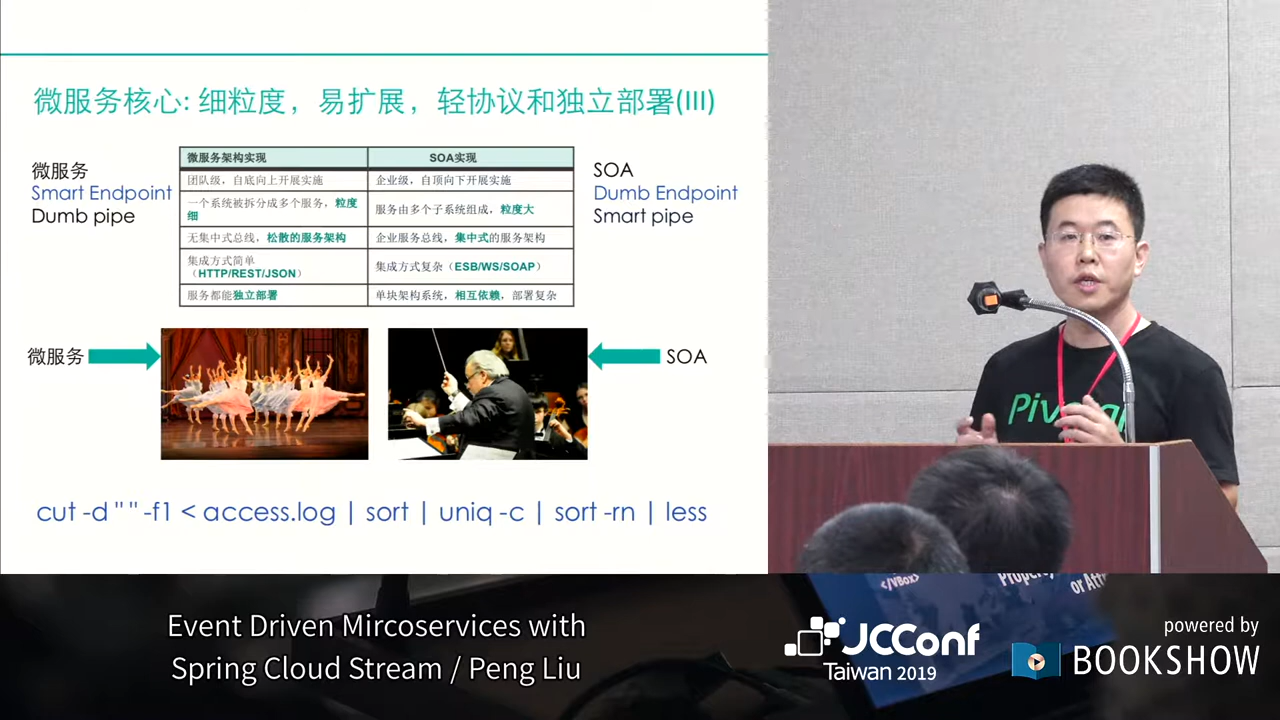 微服务核心: 细粒度，易扩展，轻协议和独立部署(III)
微服务
Smart Endpoint
Dumb pipe
微服务架构实现
SOA实现
团队级，自底向上开展实施
企业级，自顶向下开展实施
一个系统被拆分成多个服务，粒度
细
服务由多个子系统组成，粒度大
无集中式总线，松散的服务架构
企业服务总线，集中式的服务架构
集成方式简单
（HTTP/REST/JSON）
集成方式复杂（ESB/WS/SOAP）
服务都能独立部署
单块架构系统，相互依赖，部署复杂
SOA
Dumb Endpoint
Smart pipe
微服务
SOA
cut -d " " -f1 < access.log | sort | uniq -c | sort -rn | less
</VBox>
or
Event Driven Mircoservices with
Spring Cloud Stream / Peng Liu
JCConf
Taiwan 2019
powered by
BOOKSHOW